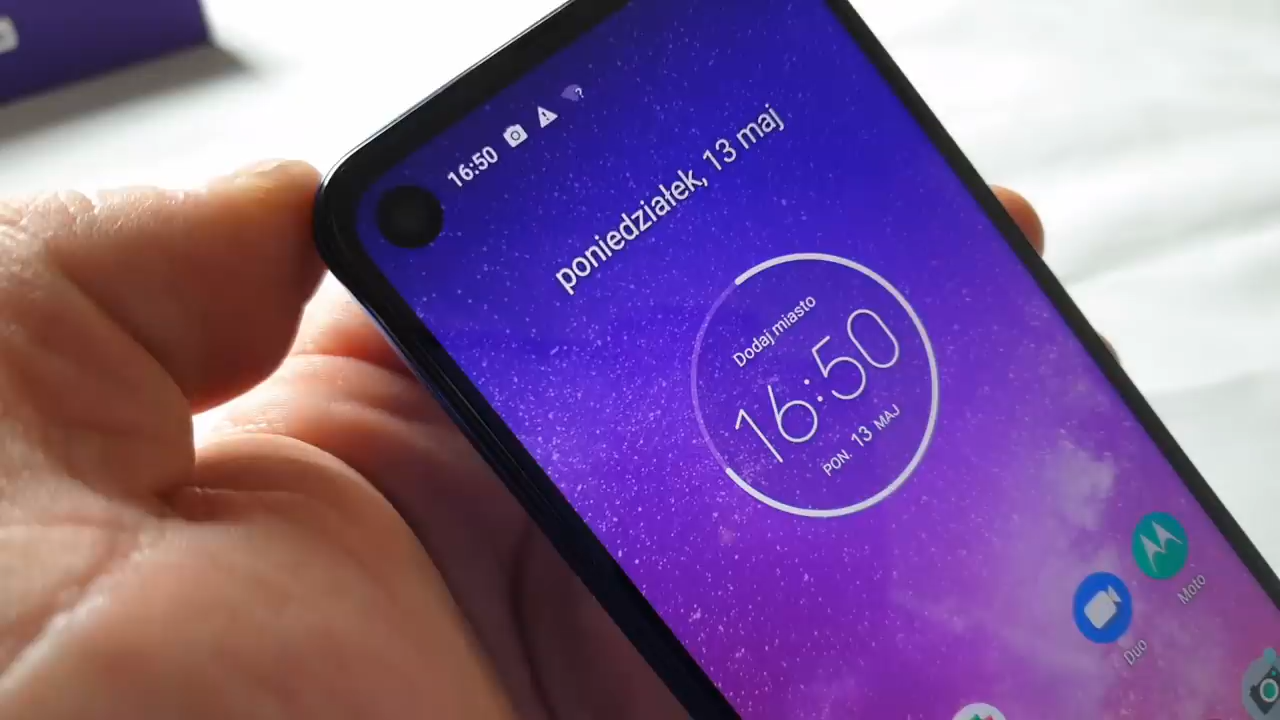 16:50
poniedziałek, 13 maj
Dodaj miasto
16:50
PON. 13 MAJ
Duo
Moto